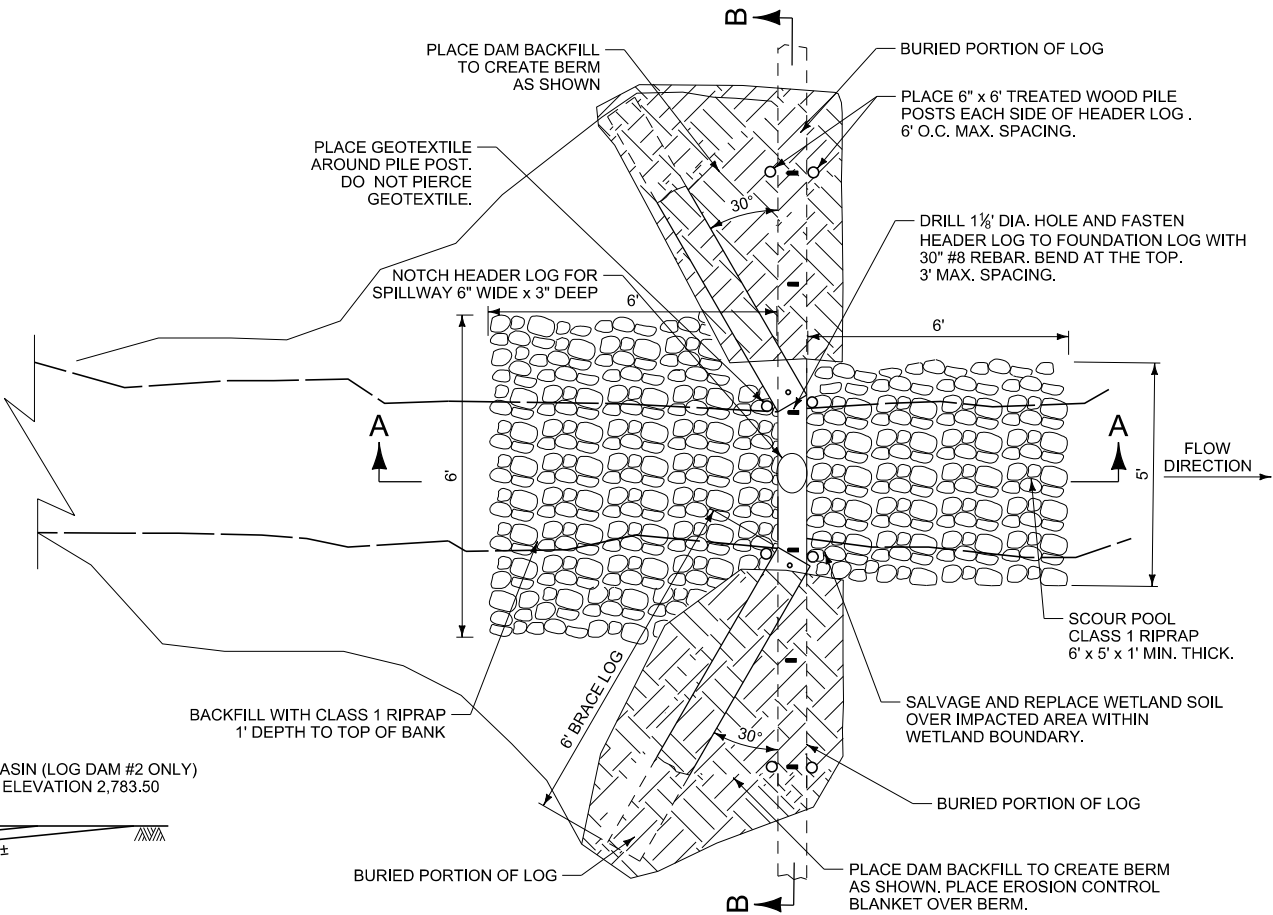 B
PLACE DAM BACKFILL
TO CREATE BERM
AS SHOWN
BURIED PORTION OF LOG
PLACE 6" x 6' TREATED WOOD PILE
POSTS EACH SIDE OF HEADER LOG .
6' O.C. MAX. SPACING.
PLACE GEOTEXTILE
AROUND PILE POST.
DO NOT PIERCE
GEOTEXTILE.
30°
DRILL 1⅛' DIA. HOLE AND FASTEN
HEADER LOG TO FOUNDATION LOG WITH
30" #8 REBAR. BEND AT THE TOP.
3' MAX. SPACING.
NOTCH HEADER LOG FOR
SPILLWAY 6" WIDE x 3" DEEP
6'
6'
A
A
6'
5'
FLOW
DIRECTION
SCOUR POOL
CLASS 1 RIPRAP
6' x 5' x 1' MIN. THICK.
6' BRACE LOG
SALVAGE AND REPLACE WETLAND SOIL
OVER IMPACTED AREA WITHIN
WETLAND BOUNDARY.
BACKFILL WITH CLASS 1 RIPRAP
1' DEPTH TO TOP OF BANK
30°
ASIN (LOG DAM #2 ONLY)
ELEVATION 2,783.50
±
BURIED PORTION OF LOG
BURIED PORTION OF LOG
PLACE DAM BACKFILL TO CREATE BERM
AS SHOWN. PLACE EROSION CONTROL
BLANKET OVER BERM.
B